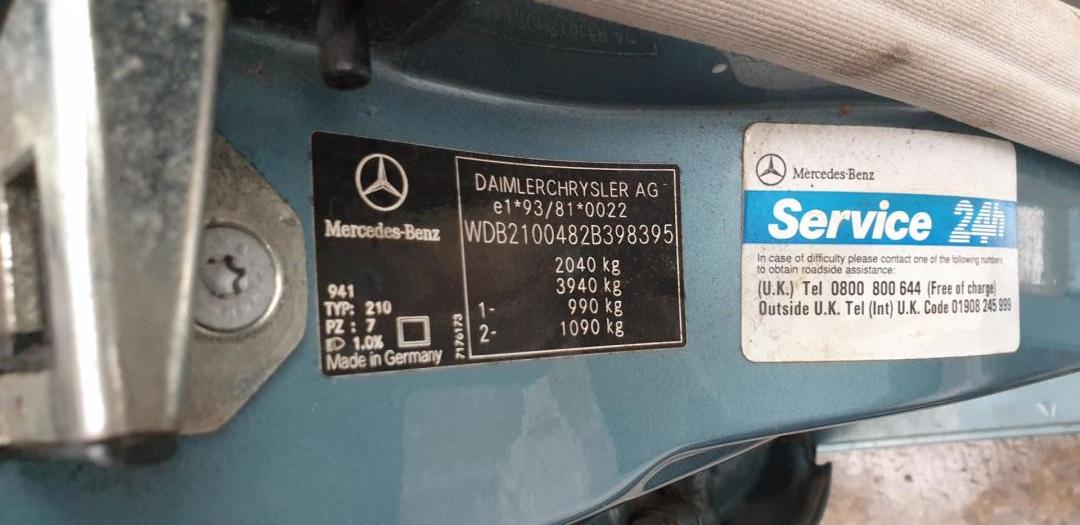 Mercedes-Benz
941
TYP: 210
PZ : 7
1.0%
Made in Germany
7176173
DAIMLERCHRYSLER AG
e1*93/81*0022
WDB2100482B398395
2040 kg
3940 kg
1- 990 kg
2- 1090 kg
Mercedes-Benz
Service 24h
In case of difficulty please contact one of the following numbers
to obtain roadside assistance:
(U.K.) Tel 0800 800 644 (Free of charge)
Outside U.K. Tel (Int) U.K. Code 01908 245 999